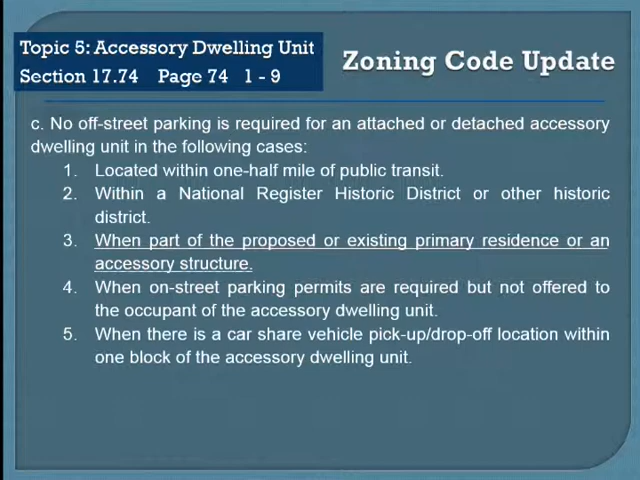 Topic 5: Accessory Dwelling Unit
Section 17.74 Page 74 1 - 9
Zoning Code Update
c. No off-street parking is required for an attached or detached accessory
dwelling unit in the following cases:
1. Located within one-half mile of public transit.
2. Within a National Register Historic District or other historic
district.
3. When part of the proposed or existing primary residence or an
accessory structure.
4. When on-street parking permits are required but not offered to
the occupant of the accessory dwelling unit.
5. When there is a car share vehicle pick-up/drop-off location within
one block of the accessory dwelling unit.